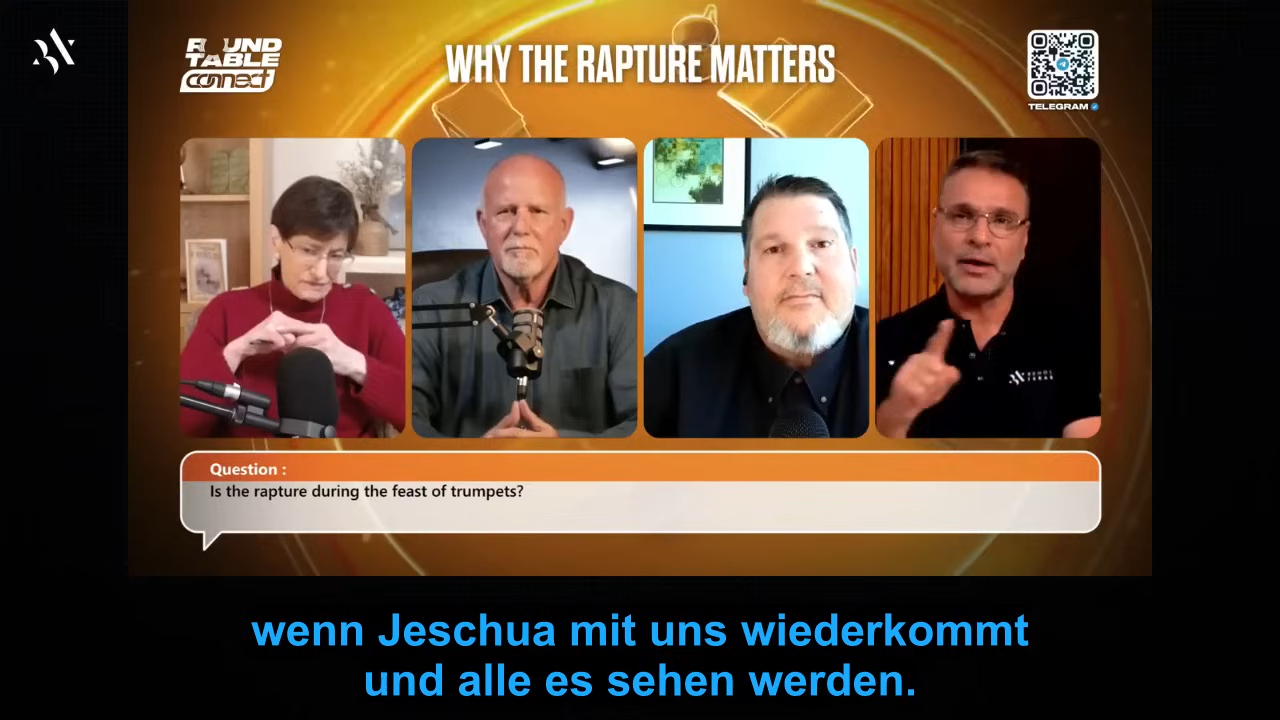 ROUND
TABLE
connect
WHY THE RAPTURE MATTERS
TELEGRAM
Question :
Is the rapture during the feast of trumpets?
wenn Jeschua mit uns wiederkommt
und alle es sehen werden.